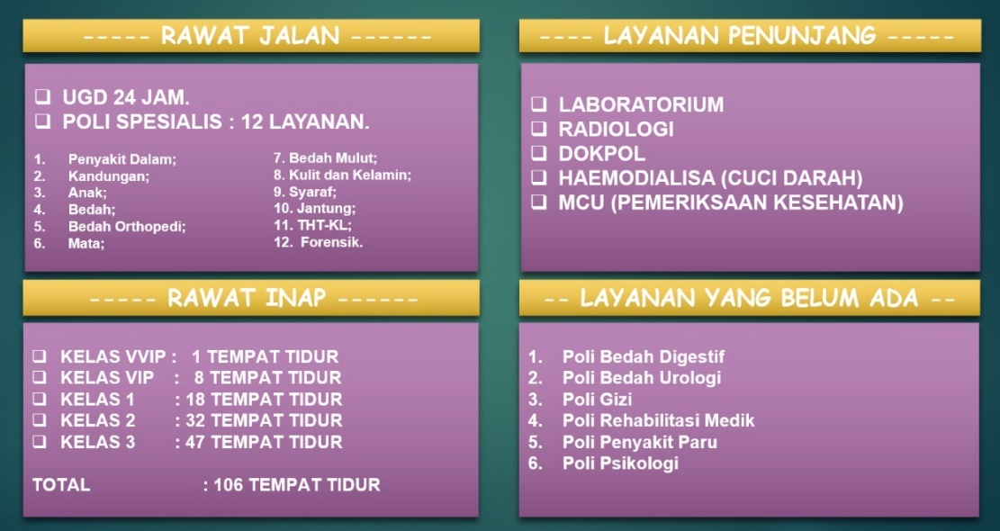 ----- RAWAT JALAN ------
❑ UGD 24 JAM.
❑ POLI SPESIALIS : 12 LAYANAN.
1. Penyakit Dalam;
2. Kandungan;
3. Anak;
4. Bedah;
5. Bedah Orthopedi;
6. Mata;
7. Bedah Mulut;
8. Kulit dan Kelamin;
9. Syaraf;
10. Jantung;
11. THT-KL;
12. Forensik.
---- LAYANAN PENUNJANG -----
❑ LABORATORIUM
❑ RADIOLOGI
❑ DOKPOL
❑ HAEMODIALISA (CUCI DARAH)
❑ MCU (PEMERIKSAAN KESEHATAN)
----- RAWAT INAP ------
❑ KELAS VVIP : 1 TEMPAT TIDUR
❑ KELAS VIP : 8 TEMPAT TIDUR
❑ KELAS 1 : 18 TEMPAT TIDUR
❑ KELAS 2 : 32 TEMPAT TIDUR
❑ KELAS 3 : 47 TEMPAT TIDUR
TOTAL : 106 TEMPAT TIDUR
-- LAYANAN YANG BELUM ADA --
1. Poli Bedah Digestif
2. Poli Bedah Urologi
3. Poli Gizi
4. Poli Rehabilitasi Medik
5. Poli Penyakit Paru
6. Poli Psikologi